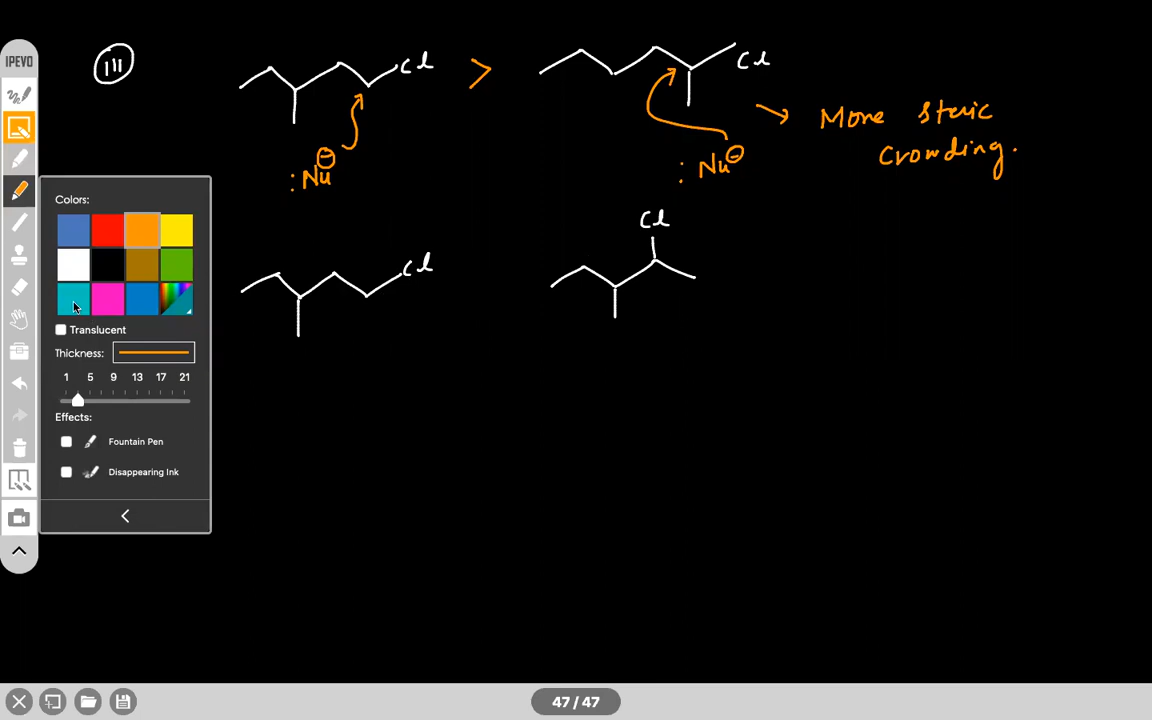 IPEVO
III
Cl
>
Cl
More steric
crowding.
:Nu⊖
:Nu⊖
Colors:
Cl
Cl
Translucent
Thickness:
1 5 9 13 17 21
Effects:
Fountain Pen
Disappearing Ink
47 / 47